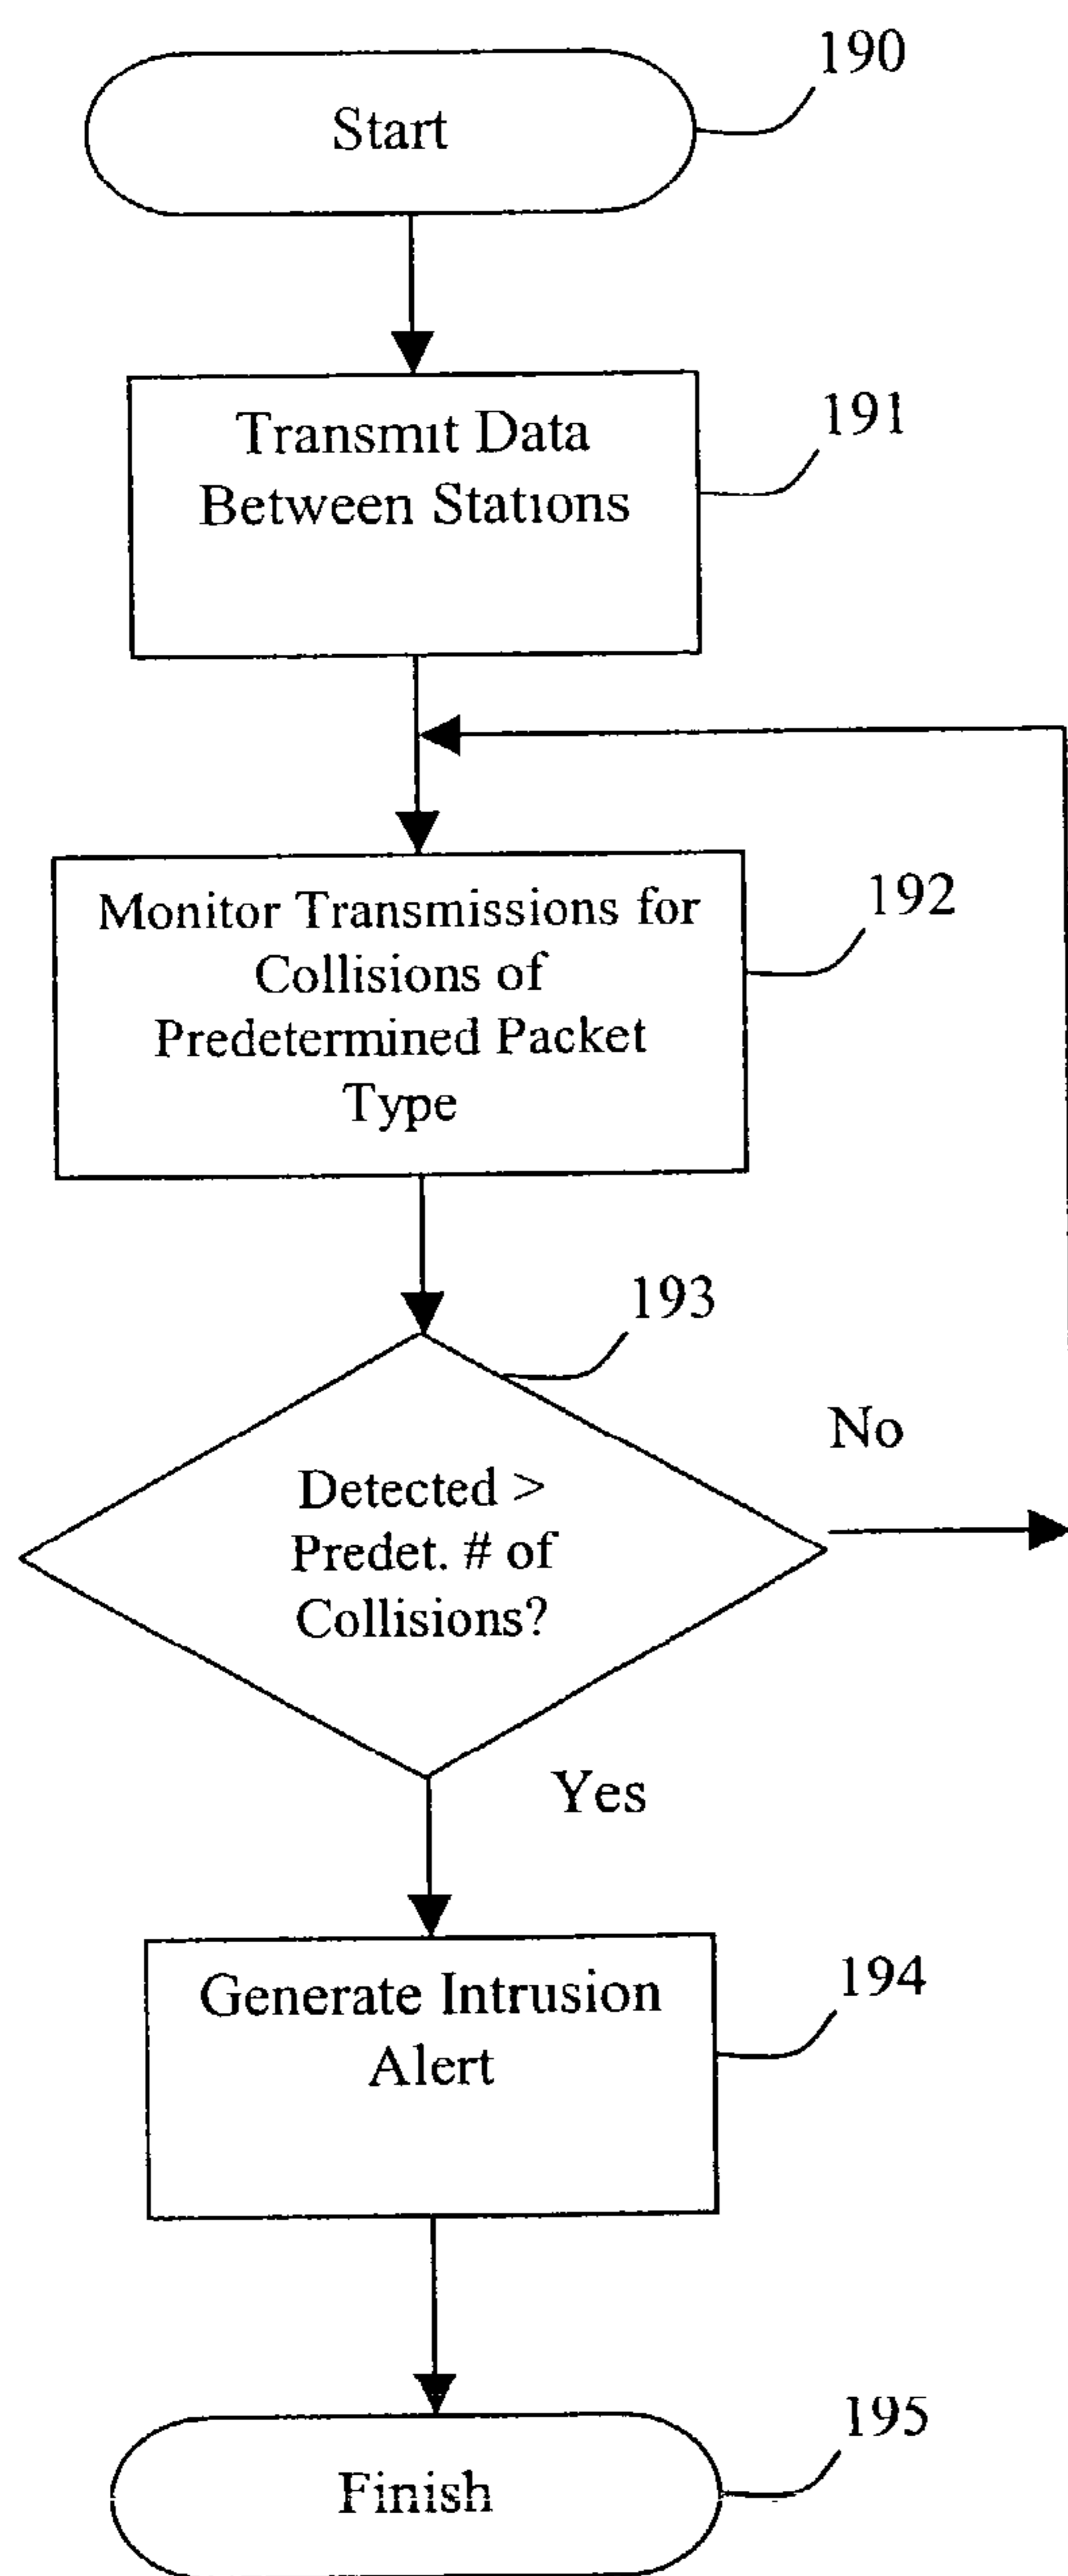 190
Start
191
Transmit Data
Between Stations
192
Monitor Transmissions for
Collisions of
Predetermined Packet
Type
193
No
Detected >
Predet. # of
Collisions?
Yes
194
Generate Intrusion
Alert
195
Finish